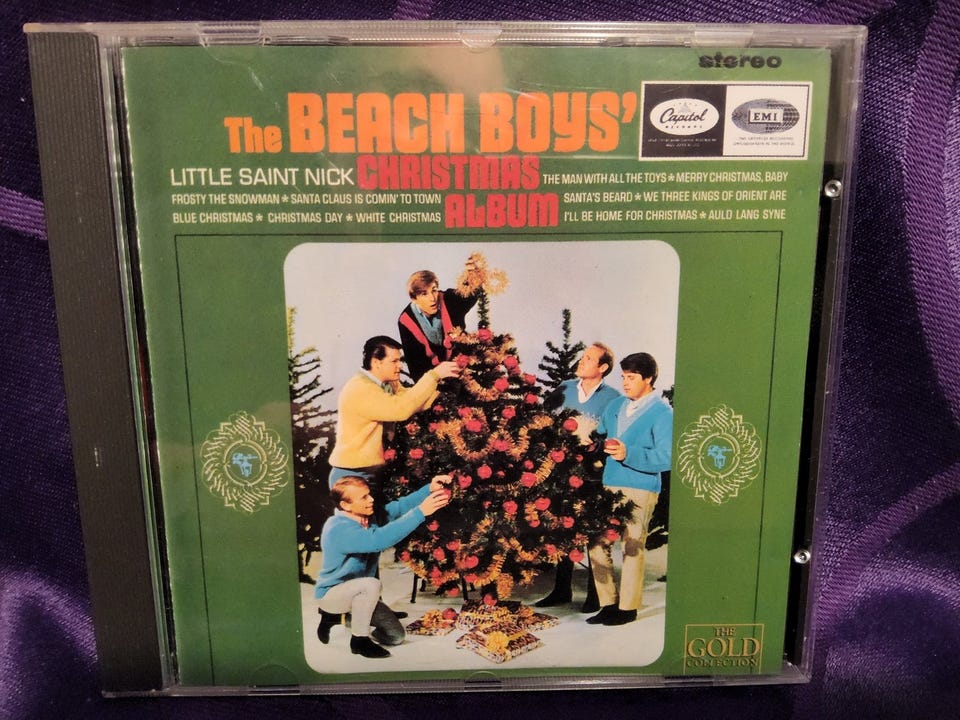 stereo
The BEACH BOYS'
Capitol
RECORDS
EMI
LITTLE SAINT NICK CHRISTMAS THE MAN WITH ALL THE TOYS * MERRY CHRISTMAS, BABY
FROSTY THE SNOWMAN * SANTA CLAUS IS COMIN' TO TOWN ALBUM SANTA'S BEARD * WE THREE KINGS OF ORIENT ARE
BLUE CHRISTMAS * CHRISTMAS DAY * WHITE CHRISTMAS I'LL BE HOME FOR CHRISTMAS * AULD LANG SYNE
THE
GOLD
COLLECTION